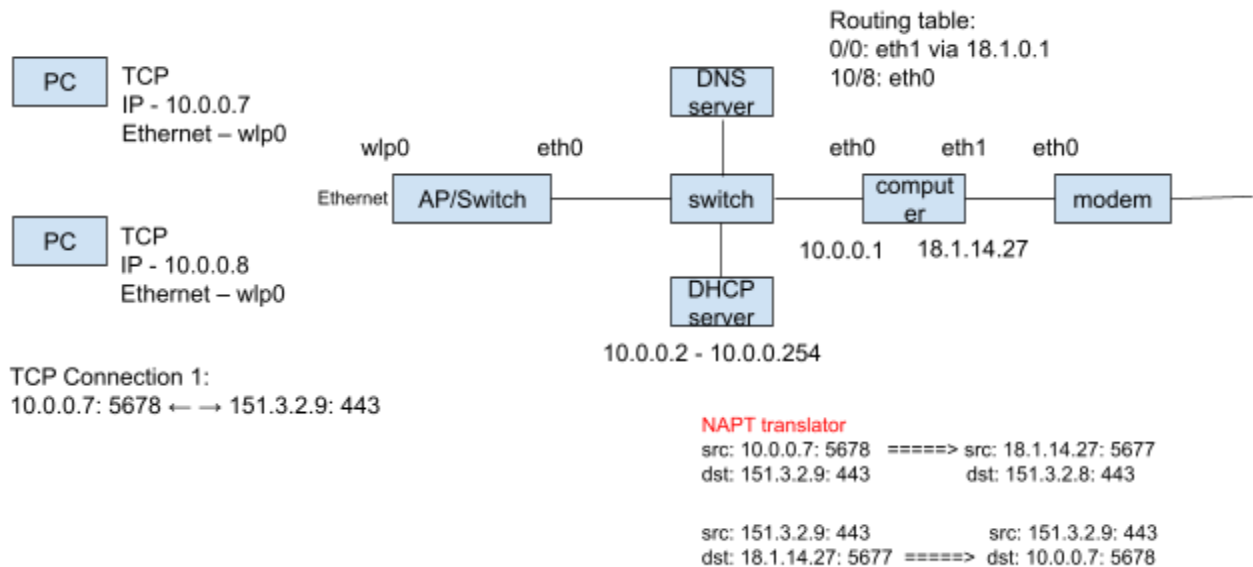 Routing table:
0/0: eth1 via 18.1.0.1
10/8: eth0
PC
TCP
IP - 10.0.0.7
Ethernet – wlp0
DNS
server
wlp0
eth0
eth0
eth1
eth0
Ethernet
AP/Switch
switch
comput
er
modem
PC
TCP
IP - 10.0.0.8
Ethernet – wlp0
10.0.0.1
18.1.14.27
DHCP
server
10.0.0.2 - 10.0.0.254
TCP Connection 1:
10.0.0.7: 5678 ← → 151.3.2.9: 443
NAPT translator
src: 10.0.0.7: 5678 =====> src: 18.1.14.27: 5677
dst: 151.3.2.9: 443 dst: 151.3.2.8: 443
src: 151.3.2.9: 443 src: 151.3.2.9: 443
dst: 18.1.14.27: 5677 =====> dst: 10.0.0.7: 5678